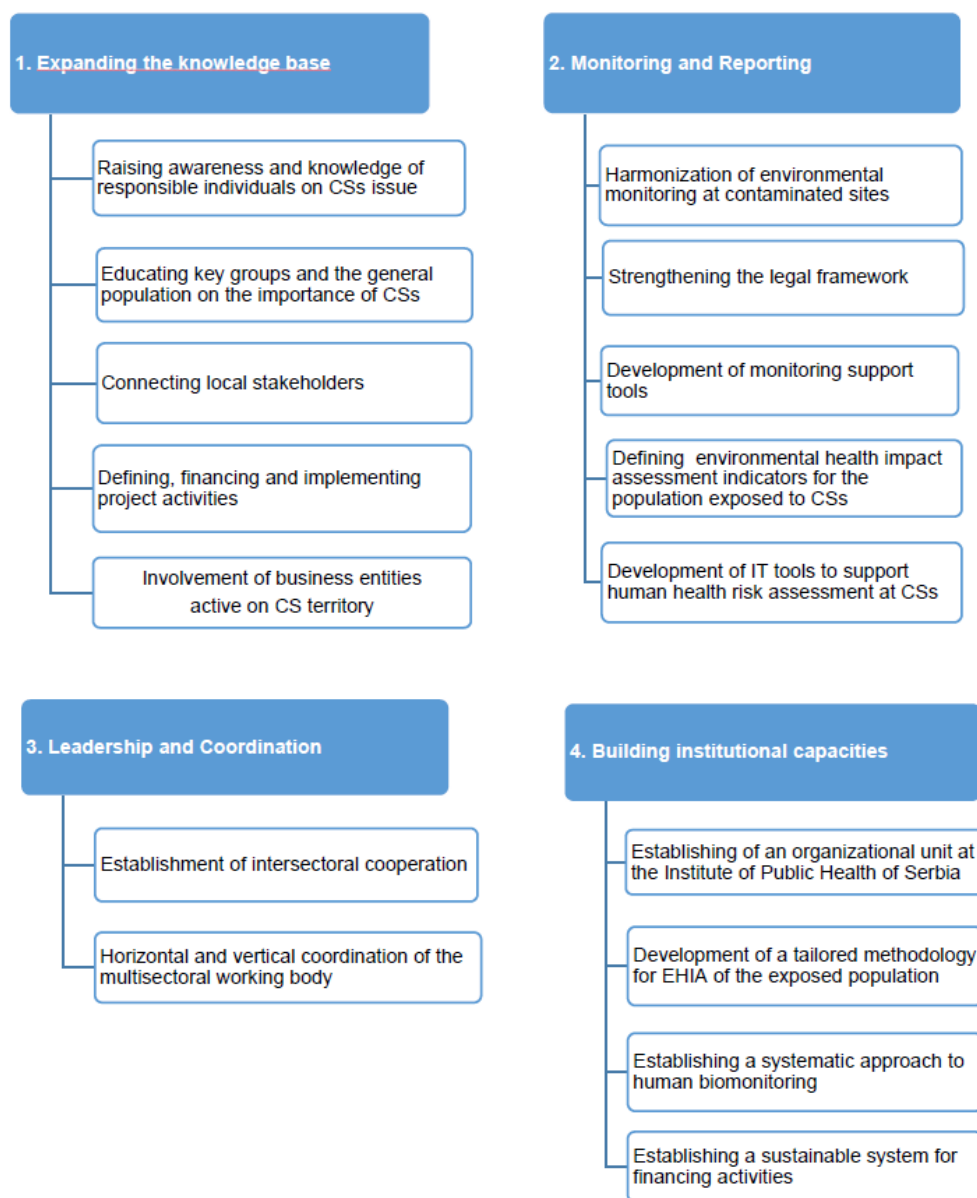 1. Expanding the knowledge base
Raising awareness and knowledge of
responsible individuals on CSs issue
Educating key groups and the general
population on the importance of CSs
Connecting local stakeholders
Defining, financing and implementing
project activities
Involvement of business entities
active on CS territory
2. Monitoring and Reporting
Harmonization of environmental
monitoring at contaminated sites
Strengthening the legal framework
Development of monitoring support
tools
Defining environmental health impact
assessment indicators for the
population exposed to CSs
Development of IT tools to support
human health risk assessment at CSs
3. Leadership and Coordination
Establishment of intersectoral cooperation
Horizontal and vertical coordination of the
multisectoral working body
4. Building institutional capacities
Establishing of an organizational unit at
the Institute of Public Health of Serbia
Development of a tailored methodology
for EHIA of the exposed population
Establishing a systematic approach to
human biomonitoring
Establishing a sustainable system for
financing activities